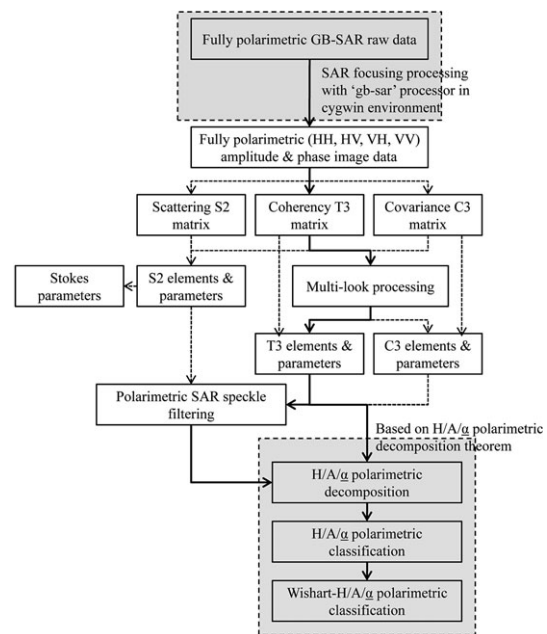 Fully polarimetric GB-SAR raw data
SAR focusing processing
with ‘gb-sar’ processor in
cygwin environment
Fully polarimetric (HH, HV, VH, VV)
amplitude & phase image data
Scattering S2
matrix
Coherency T3
matrix
Covariance C3
matrix
Stokes
parameters
S2 elements &
parameters
Multi-look processing
T3 elements &
parameters
C3 elements &
parameters
Polarimetric SAR speckle
filtering
Based on H/A/α polarimetric
decomposition theorem
H/A/α polarimetric
decomposition
H/A/α polarimetric
classification
Wishart-H/A/α polarimetric
classification